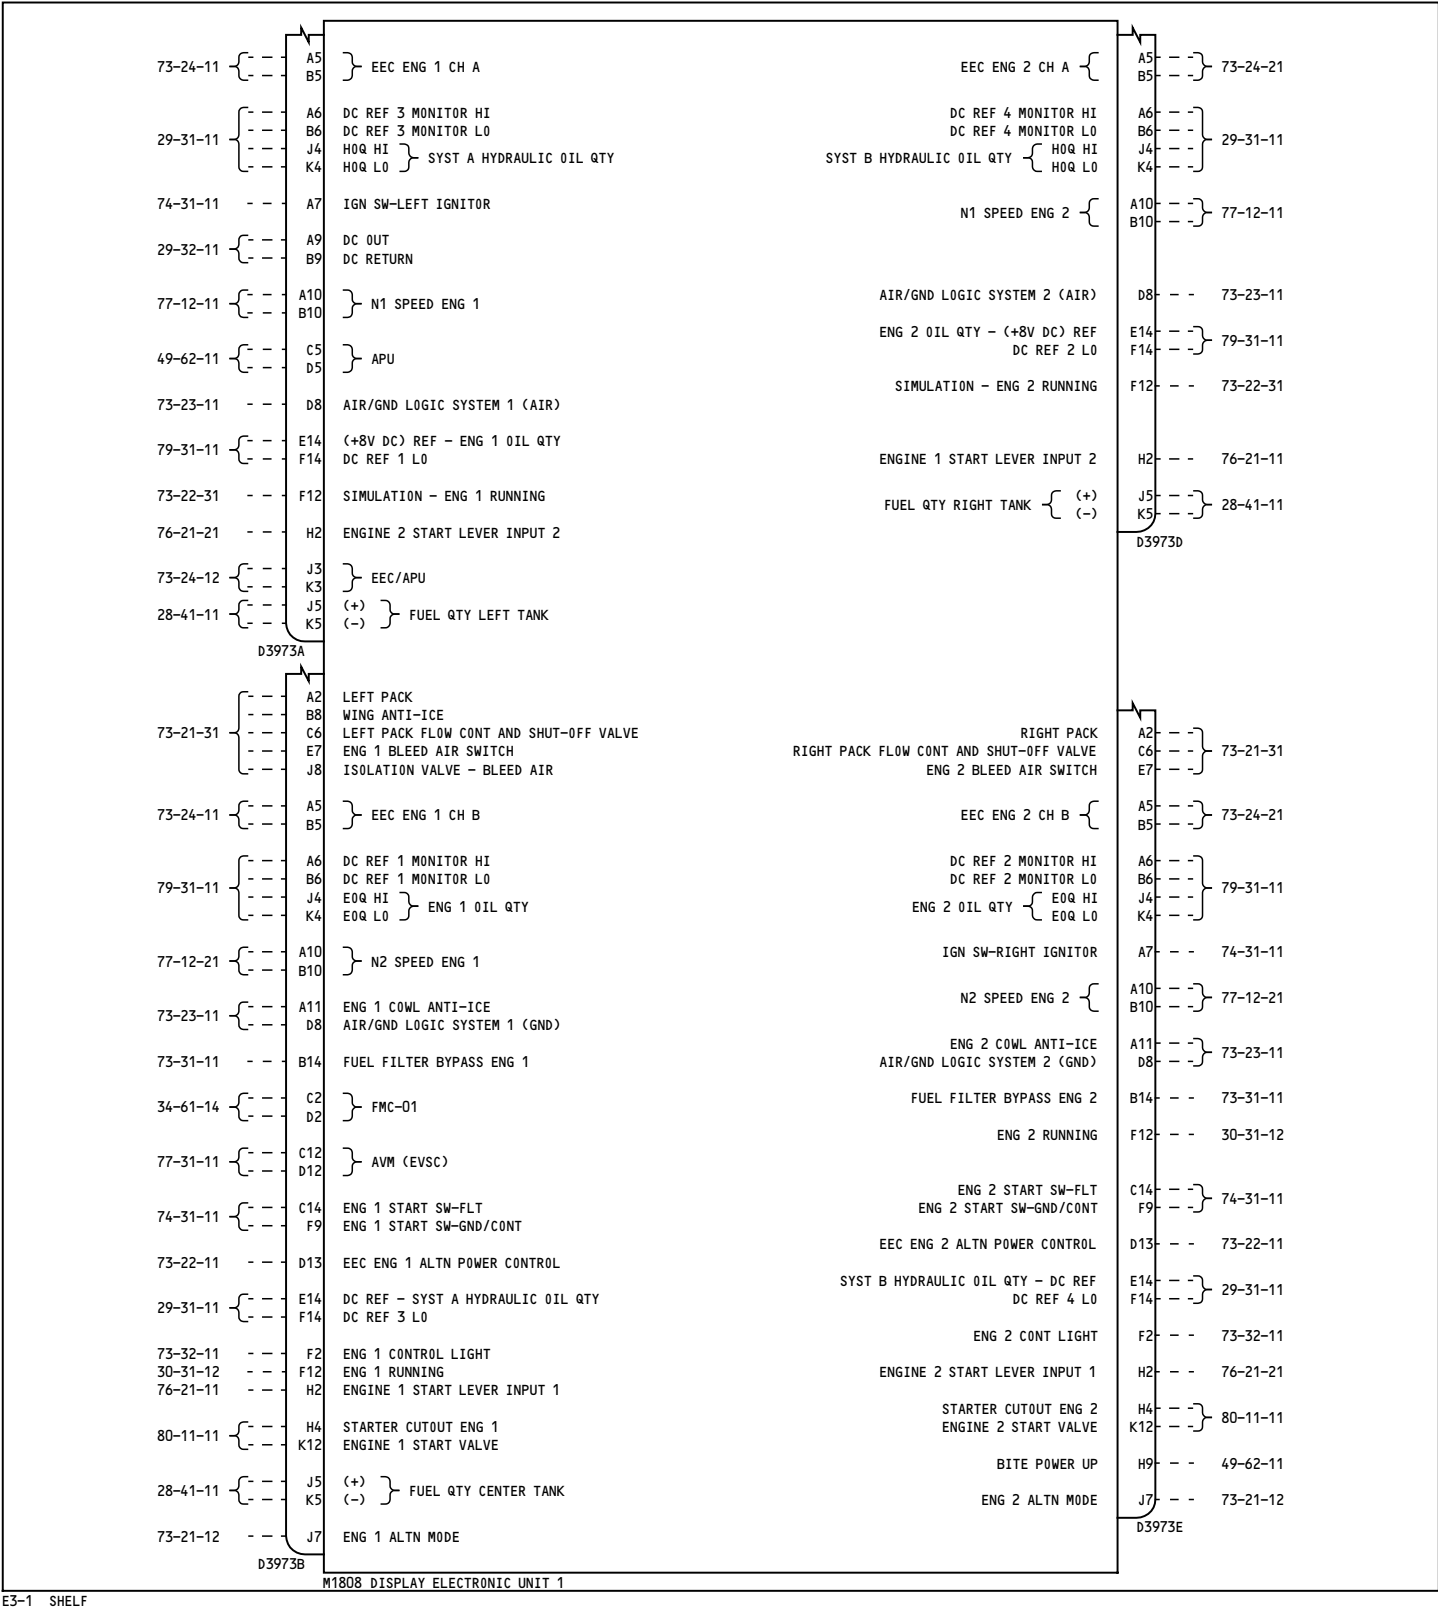 73-24-11 A5 EEC ENG 1 CH A
B5
29-31-11 A6 DC REF 3 MONITOR HI
B6 DC REF 3 MONITOR LO
J4 HOQ HI SYST A HYDRAULIC OIL QTY
K4 HOQ LO
74-31-11 A7 IGN SW-LEFT IGNITOR
29-32-11 A9 DC OUT
B9 DC RETURN
77-12-11 A10 N1 SPEED ENG 1
B10
49-62-11 C5 APU
D5
73-23-11 D8 AIR/GND LOGIC SYSTEM 1 (AIR)
79-31-11 E14 (+8V DC) REF - ENG 1 OIL QTY
F14 DC REF 1 LO
73-22-31 F12 SIMULATION - ENG 1 RUNNING
76-21-21 H2 ENGINE 2 START LEVER INPUT 2
73-24-12 J3 EEC/APU
K3
28-41-11 J5 (+) FUEL QTY LEFT TANK
K5 (-)
D3973A
EEC ENG 2 CH A A5 73-24-21
B5
DC REF 4 MONITOR HI A6 29-31-11
DC REF 4 MONITOR LO B6
SYST B HYDRAULIC OIL QTY HOQ HI J4
HOQ LO K4
N1 SPEED ENG 2 A10 77-12-11
B10
AIR/GND LOGIC SYSTEM 2 (AIR) D8 73-23-11
ENG 2 OIL QTY - (+8V DC) REF E14 79-31-11
DC REF 2 LO F14
SIMULATION - ENG 2 RUNNING F12 73-22-31
ENGINE 1 START LEVER INPUT 2 H2 76-21-11
FUEL QTY RIGHT TANK (+) J5 28-41-11
(-) K5
D3973D
73-21-31 A2 LEFT PACK
B8 WING ANTI-ICE
C6 LEFT PACK FLOW CONT AND SHUT-OFF VALVE
E7 ENG 1 BLEED AIR SWITCH
J8 ISOLATION VALVE - BLEED AIR
73-24-11 A5 EEC ENG 1 CH B
B5
79-31-11 A6 DC REF 1 MONITOR HI
B6 DC REF 1 MONITOR LO
J4 EOQ HI ENG 1 OIL QTY
K4 EOQ LO
77-12-21 A10 N2 SPEED ENG 1
B10
73-23-11 A11 ENG 1 COWL ANTI-ICE
D8 AIR/GND LOGIC SYSTEM 1 (GND)
73-31-11 B14 FUEL FILTER BYPASS ENG 1
34-61-14 C2 FMC-01
D2
77-31-11 C12 AVM (EVSC)
D12
74-31-11 C14 ENG 1 START SW-FLT
F9 ENG 1 START SW-GND/CONT
73-22-11 D13 EEC ENG 1 ALTN POWER CONTROL
29-31-11 E14 DC REF - SYST A HYDRAULIC OIL QTY
F14 DC REF 3 LO
73-32-11 F2 ENG 1 CONTROL LIGHT
30-31-12 F12 ENG 1 RUNNING
76-21-11 H2 ENGINE 1 START LEVER INPUT 1
80-11-11 H4 STARTER CUTOUT ENG 1
K12 ENGINE 1 START VALVE
28-41-11 J5 (+) FUEL QTY CENTER TANK
K5 (-)
73-21-12 J7 ENG 1 ALTN MODE
D3973B
RIGHT PACK A2 73-21-31
RIGHT PACK FLOW CONT AND SHUT-OFF VALVE C6
ENG 2 BLEED AIR SWITCH E7
EEC ENG 2 CH B A5 73-24-21
B5
DC REF 2 MONITOR HI A6 79-31-11
DC REF 2 MONITOR LO B6
ENG 2 OIL QTY EOQ HI J4
EOQ LO K4
IGN SW-RIGHT IGNITOR A7 74-31-11
N2 SPEED ENG 2 A10 77-12-21
B10
ENG 2 COWL ANTI-ICE A11 73-23-11
AIR/GND LOGIC SYSTEM 2 (GND) D8
FUEL FILTER BYPASS ENG 2 B14 73-31-11
ENG 2 RUNNING F12 30-31-12
ENG 2 START SW-FLT C14 74-31-11
ENG 2 START SW-GND/CONT F9
EEC ENG 2 ALTN POWER CONTROL D13 73-22-11
SYST B HYDRAULIC OIL QTY - DC REF E14 29-31-11
DC REF 4 LO F14
ENG 2 CONT LIGHT F2 73-32-11
ENGINE 2 START LEVER INPUT 1 H2 76-21-21
STARTER CUTOUT ENG 2 H4 80-11-11
ENGINE 2 START VALVE K12
BITE POWER UP H9 49-62-11
ENG 2 ALTN MODE J7 73-21-12
D3973E
M1808 DISPLAY ELECTRONIC UNIT 1
E3-1 SHELF